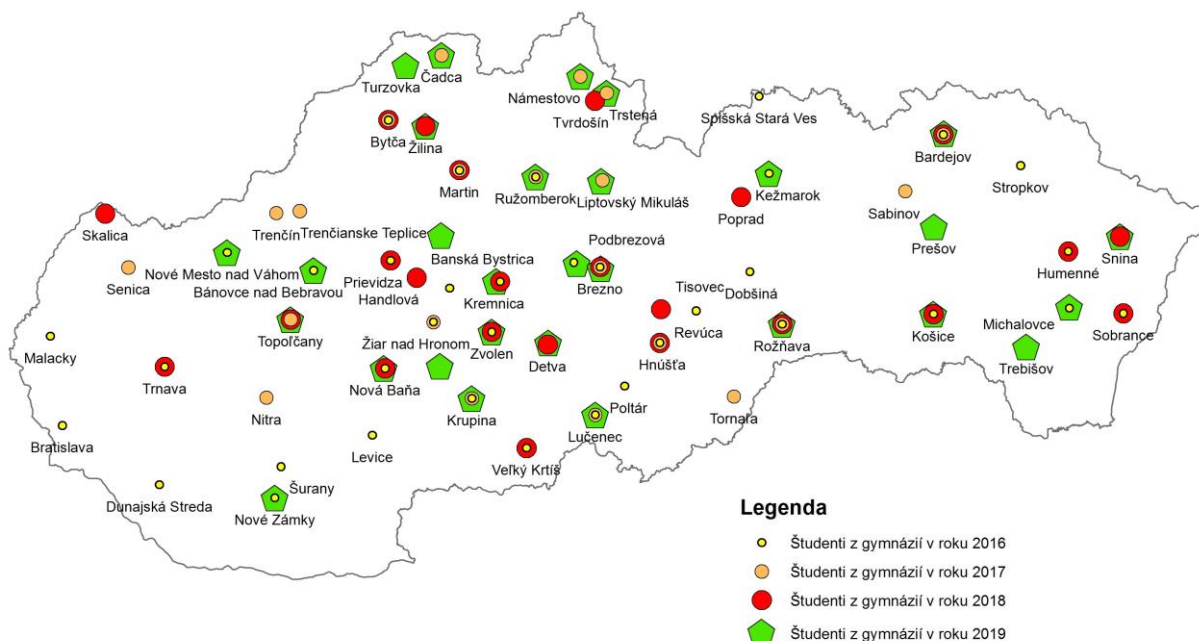 Turzovka
Čadca
Námestovo
Trstená
Tvrdošín
Spišská Stará Ves
Bytča
Žilina
Bardejov
Martin
Ružomberok
Liptovský Mikuláš
Kežmarok
Stropkov
Poprad
Sabinov
Skalica
Trenčín
Trenčianske Teplice
Prešov
Banská Bystrica
Podbrezová
Snina
Humenné
Nové Mesto nad Váhom
Prievidza
Senica
Bánovce nad Bebravou
Handlová
Kremnica
Brezno
Tisovec
Dobšiná
Michalovce
Sobrance
Topoľčany
Žiar nad Hronom
Revúca
Košice
Zvolen
Rožňava
Malacky
Detva
Hnúšťa
Trebišov
Trnava
Nová Baňa
Krupina
Poltár
Tornaľa
Nitra
Lučenec
Bratislava
Levice
Veľký Krtíš
Šurany
Dunajská Streda
Nové Zámky
Legenda
Študenti z gymnázií v roku 2016
Študenti z gymnázií v roku 2017
Študenti z gymnázií v roku 2018
Študenti z gymnázií v roku 2019